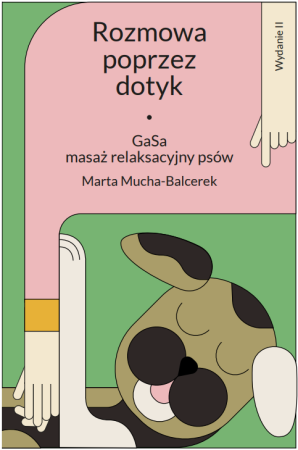 Rozmowa
poprzez
dotyk
•
GaSa
masaż relaksacyjny psów
Marta Mucha-Balcerek
Wydanie II